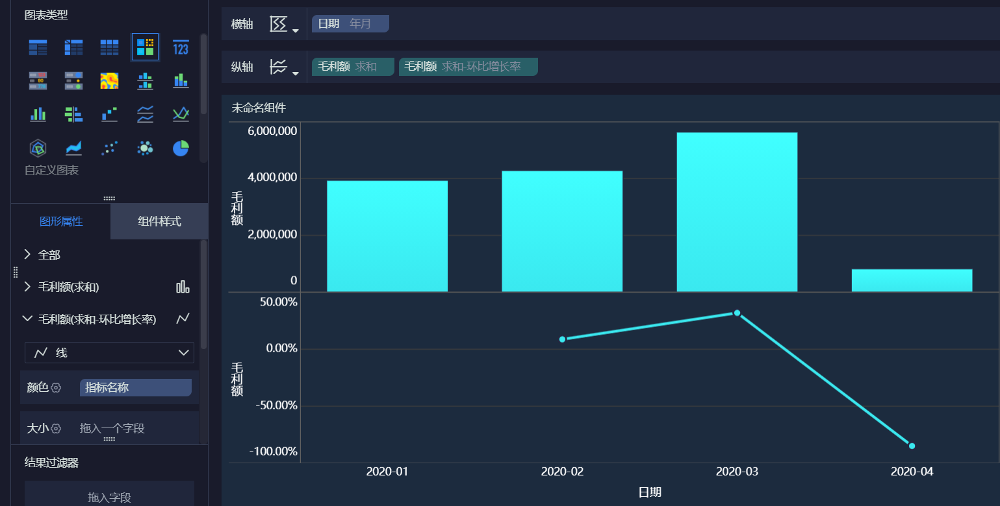 图表类型
123
自定义图表
图形属性
组件样式
全部
毛利额(求和)
毛利额(求和-环比增长率)
线
颜色
指标名称
大小
拖入一个字段
结果过滤器
拖入字段
横轴
日期 年月
纵轴
毛利额 求和
毛利额 求和-环比增长率
未命名组件
6,000,000
4,000,000
2,000,000
0
毛利额
50.00%
0.00%
-50.00%
-100.00%
毛利额
2020-01
2020-02
2020-03
2020-04
日期